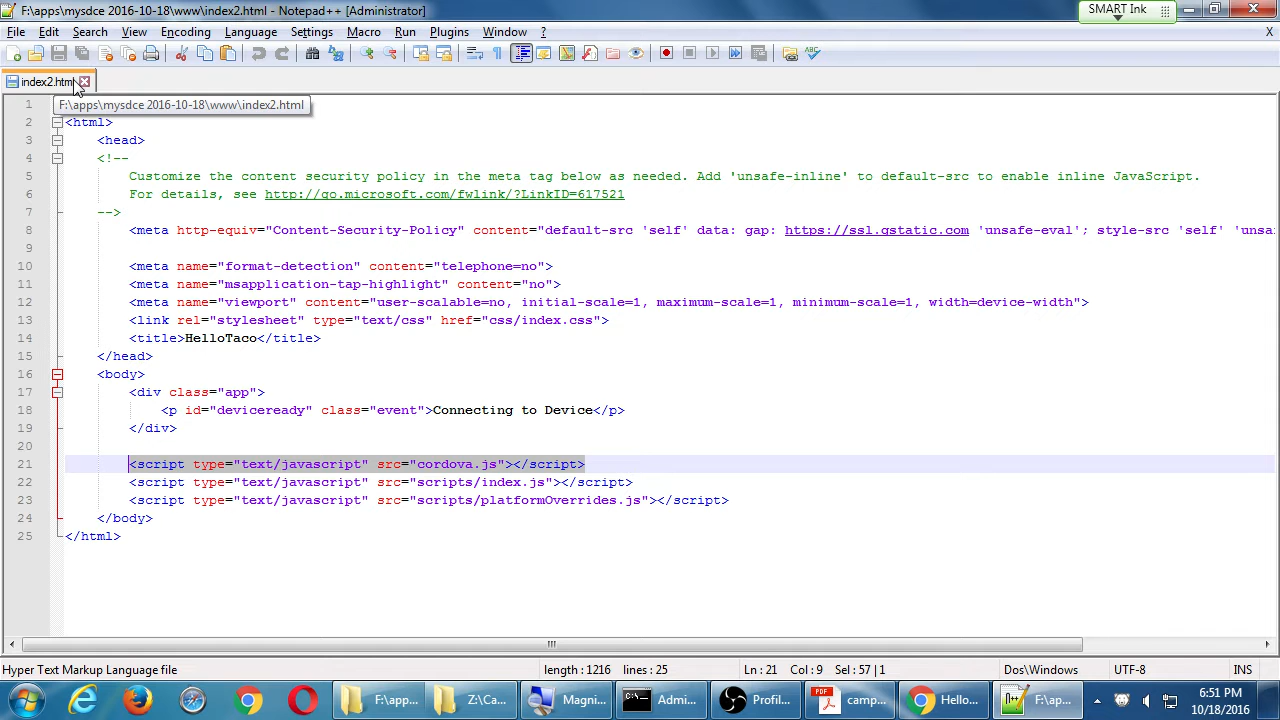 F:\apps\mysdce 2016-10-18\www\index2.html - Notepad++ [Administrator]
SMART Ink
File Edit Search View Encoding Language Settings Macro Run Plugins Window ? X
index2.html
F:\apps\mysdce 2016-10-18\www\index2.html
1
2 <html>
3 <head>
4 <!--
5 Customize the content security policy in the meta tag below as needed. Add 'unsafe-inline' to default-src to enable inline JavaScript.
6 For details, see http://go.microsoft.com/fwlink/?LinkID=617521
7 -->
8 <meta http-equiv="Content-Security-Policy" content="default-src 'self' data: gap: https://ssl.gstatic.com 'unsafe-eval'; style-src 'self' 'unsa
9
10 <meta name="format-detection" content="telephone=no">
11 <meta name="msapplication-tap-highlight" content="no">
12 <meta name="viewport" content="user-scalable=no, initial-scale=1, maximum-scale=1, minimum-scale=1, width=device-width">
13 <link rel="stylesheet" type="text/css" href="css/index.css">
14 <title>HelloTaco</title>
15 </head>
16 <body>
17 <div class="app">
18 <p id="deviceready" class="event">Connecting to Device</p>
19 </div>
20
21 <script type="text/javascript" src="cordova.js"></script>
22 <script type="text/javascript" src="scripts/index.js"></script>
23 <script type="text/javascript" src="scripts/platformOverrides.js"></script>
24 </body>
25 </html>
Hyper Text Markup Language file length : 1216 lines : 25 Ln : 21 Col : 9 Sel : 57 | 1 Dos\Windows UTF-8 INS
F:\app... Z:\Ca... Magni... Admi... Profil... camp... Hello... F:\ap...
6:51 PM
10/18/2016